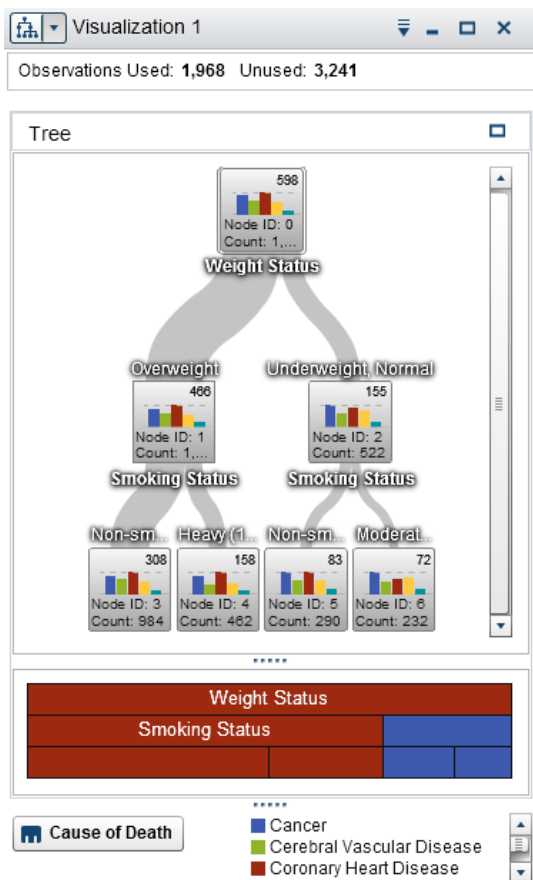 Visualization 1
Observations Used: 1,968 Unused: 3,241
Tree
598
Node ID: 0
Count: 1,...
Weight Status
Overweight Underweight, Normal
466 155
Node ID: 1 Node ID: 2
Count: 1,... Count: 522
Smoking Status Smoking Status
Non-sm... Heavy (1... Non-sm... Moderat...
308 158 83 72
Node ID: 3 Node ID: 4 Node ID: 5 Node ID: 6
Count: 984 Count: 462 Count: 290 Count: 232
Weight Status
Smoking Status
Cause of Death
Cancer
Cerebral Vascular Disease
Coronary Heart Disease